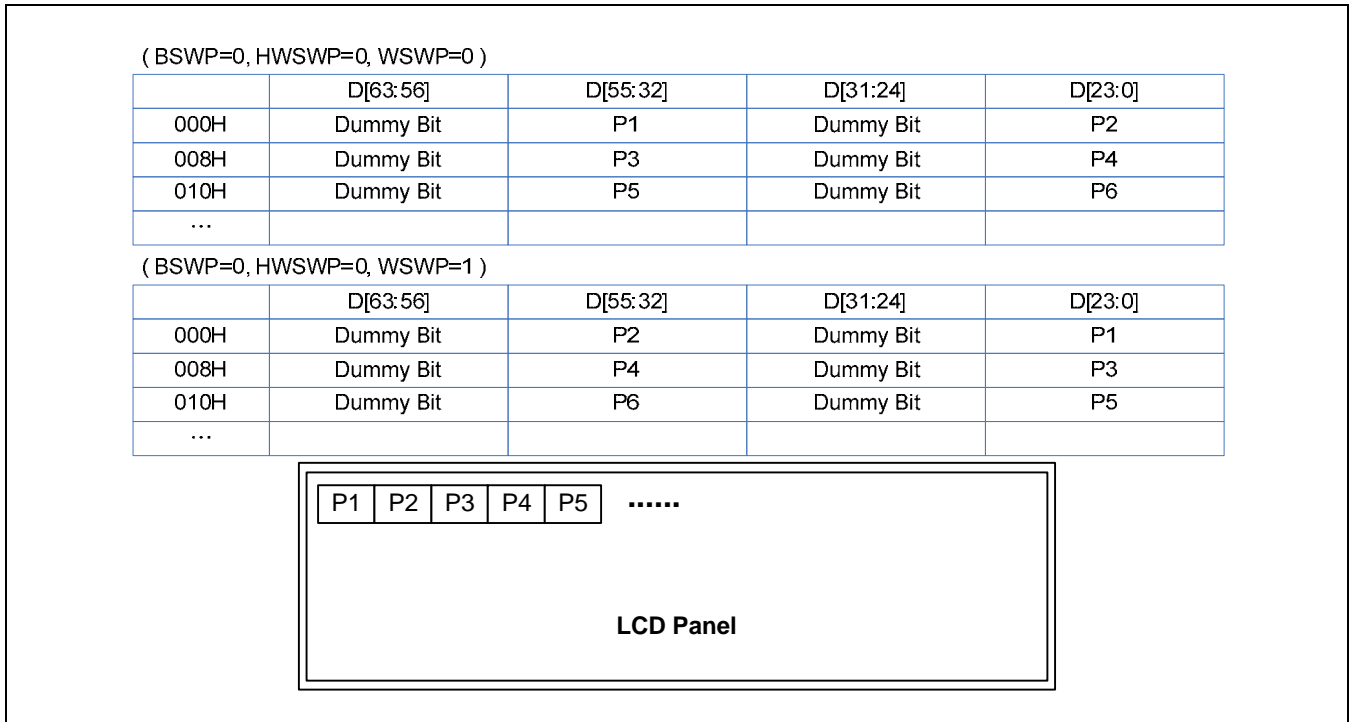 ( BSWP=0, HWSWP=0, WSWP=0 )
D[63:56] D[55:32] D[31:24] D[23:0]
000H Dummy Bit P1 Dummy Bit P2
008H Dummy Bit P3 Dummy Bit P4
010H Dummy Bit P5 Dummy Bit P6
...
( BSWP=0, HWSWP=0, WSWP=1 )
D[63:56] D[55:32] D[31:24] D[23:0]
000H Dummy Bit P2 Dummy Bit P1
008H Dummy Bit P4 Dummy Bit P3
010H Dummy Bit P6 Dummy Bit P5
...
P1 P2 P3 P4 P5 ......
LCD Panel